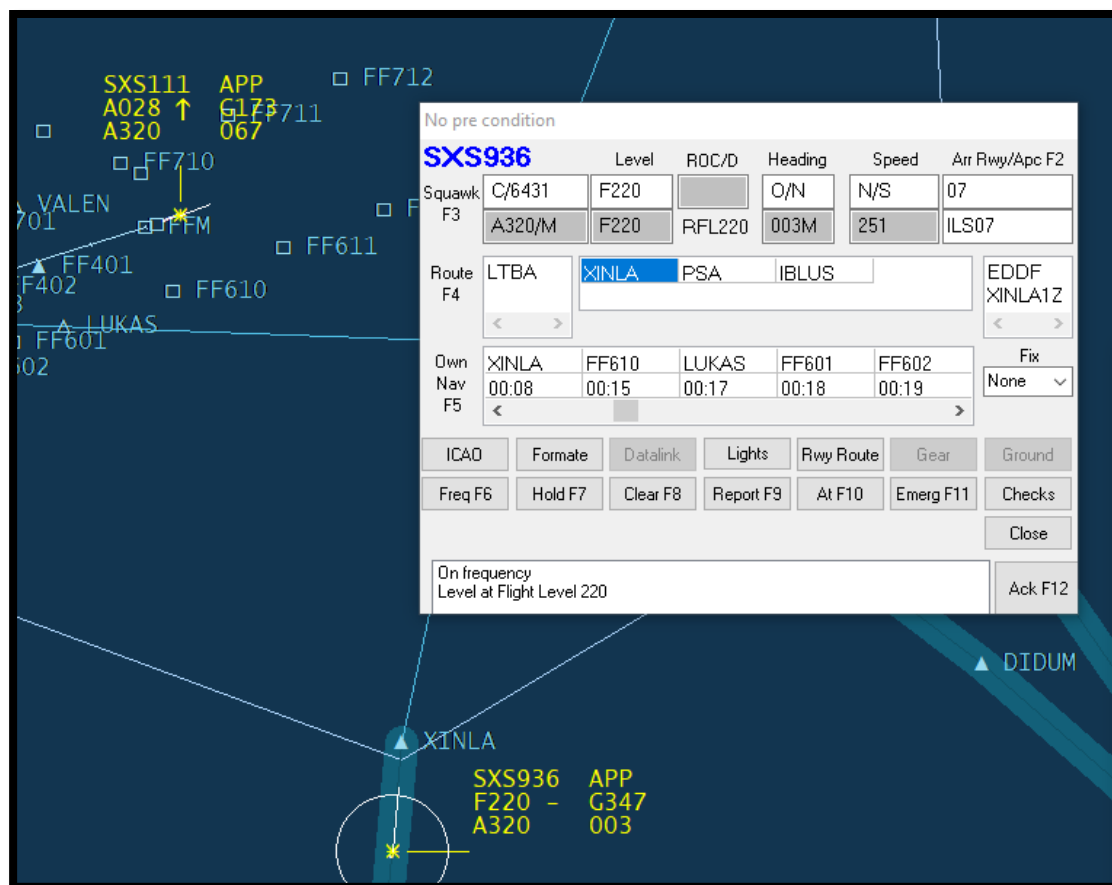 SXS111 APP
A028 ↑ G173
A320 067
FF712
FF711
FF710
VALEN
701
FFM
FF611
FF401
F402
FF610
LUKAS
FF601
602
No pre condition
SXS936 Level ROC/D Heading Speed Arr Rwy/Apc F2
Squawk F3 C/6431 F220 O/N N/S 07
A320/M F220 RFL220 003M 251 ILS07
Route F4 LTBA XINLA PSA IBLUS EDDF
XINLA1Z
Own Nav F5 XINLA FF610 LUKAS FF601 FF602 Fix
00:08 00:15 00:17 00:18 00:19 None
ICAO Formate Datalink Lights Rwy Route Gear Ground
Freq F6 Hold F7 Clear F8 Report F9 At F10 Emerg F11 Checks
Close
On frequency
Level at Flight Level 220
Ack F12
DIDUM
XINLA
SXS936 APP
F220 - G347
A320 003